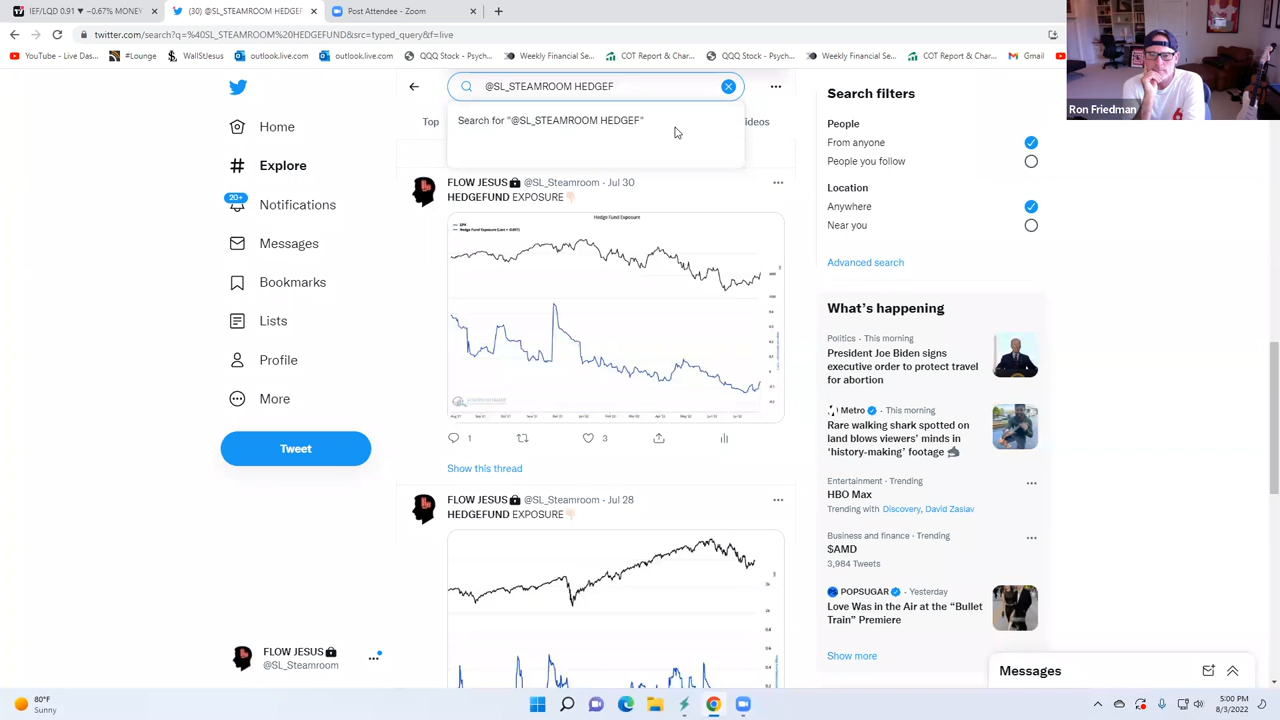 IEF/LQD 0.91 ▼ −0.67% MONEY
(30) @SL_STEAMROOM HEDGEF
Post Attendee - Zoom
twitter.com/search?q=%40SL_STEAMROOM%20HEDGEFUND&src=typed_query&f=live
YouTube - Live Das...
#Lounge
WallStJesus
outlook.live.com
outlook.live.com
QQQ Stock - Psych...
Weekly Financial Se...
COT Report & Char...
QQQ Stock - Psych...
Weekly Financial Se...
COT Report & Char...
Gmail
Ron Friedman
Home
Explore
20+
Notifications
Messages
Bookmarks
Lists
Profile
More
Tweet
FLOW JESUS
@SL_Steamroom
@SL_STEAMROOM HEDGEF
Search for "@SL_STEAMROOM HEDGEF"
Top
FLOW JESUS @SL_Steamroom · Jul 30
HEDGEFUND EXPOSURE
Hedge Fund Exposure
1
3
Show this thread
FLOW JESUS @SL_Steamroom · Jul 28
HEDGEFUND EXPOSURE
Search filters
People
From anyone
People you follow
Location
Anywhere
Near you
Advanced search
What's happening
Politics · This morning
President Joe Biden signs
executive order to protect travel
for abortion
Metro · This morning
Rare walking shark spotted on
land blows viewers' minds in
'history-making' footage
Entertainment · Trending
HBO Max
Trending with Discovery, David Zaslav
Business and finance · Trending
$AMD
3,984 Tweets
POPSUGAR · Yesterday
Love Was in the Air at the "Bullet
Train" Premiere
Show more
Messages
80°F
Sunny
5:00 PM
8/3/2022